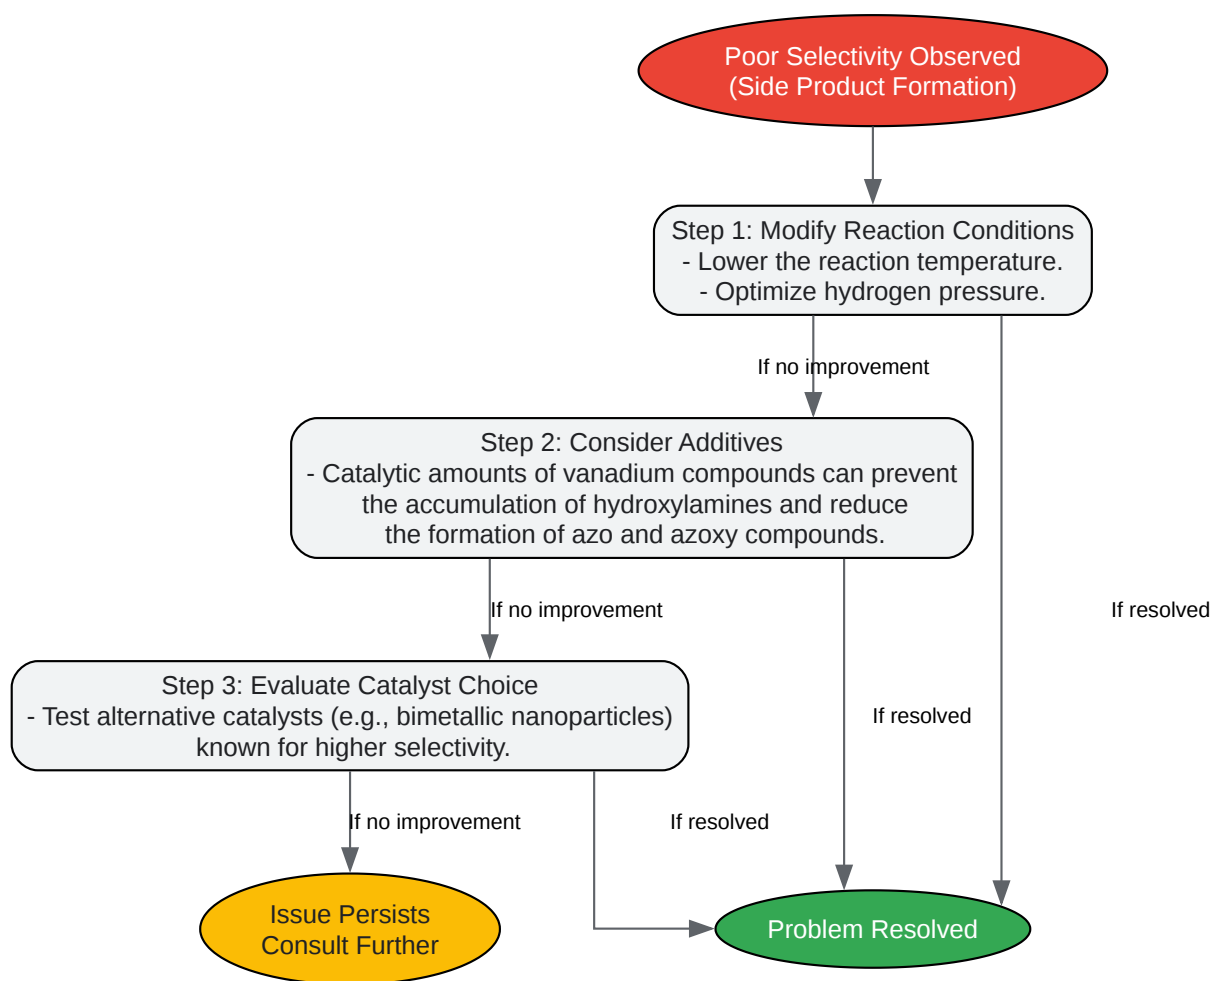 Poor Selectivity Observed
(Side Product Formation)
Step 1: Modify Reaction Conditions
- Lower the reaction temperature.
- Optimize hydrogen pressure.
If no improvement
Step 2: Consider Additives
- Catalytic amounts of vanadium compounds can prevent
the accumulation of hydroxylamines and reduce
the formation of azo and azoxy compounds.
If no improvement
If resolved
Step 3: Evaluate Catalyst Choice
- Test alternative catalysts (e.g., bimetallic nanoparticles)
known for higher selectivity.
If resolved
If no improvement
If resolved
Issue Persists
Consult Further
Problem Resolved